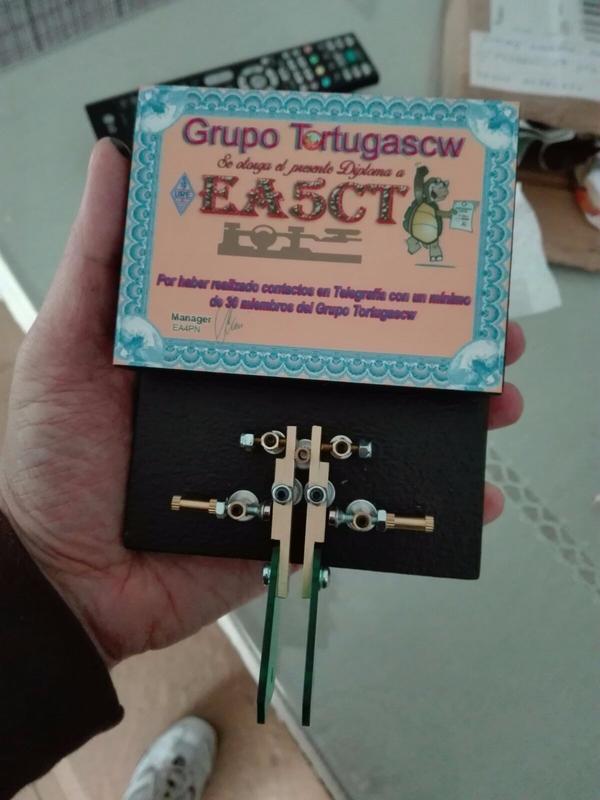 Grupo Tortugascw
Se otorga el presente Diploma a
EA5CT
URE
Por haber realizado contactos en Telegrafía con un mínimo
de 30 miembros del Grupo Tortugascw
Manager
EA4PN